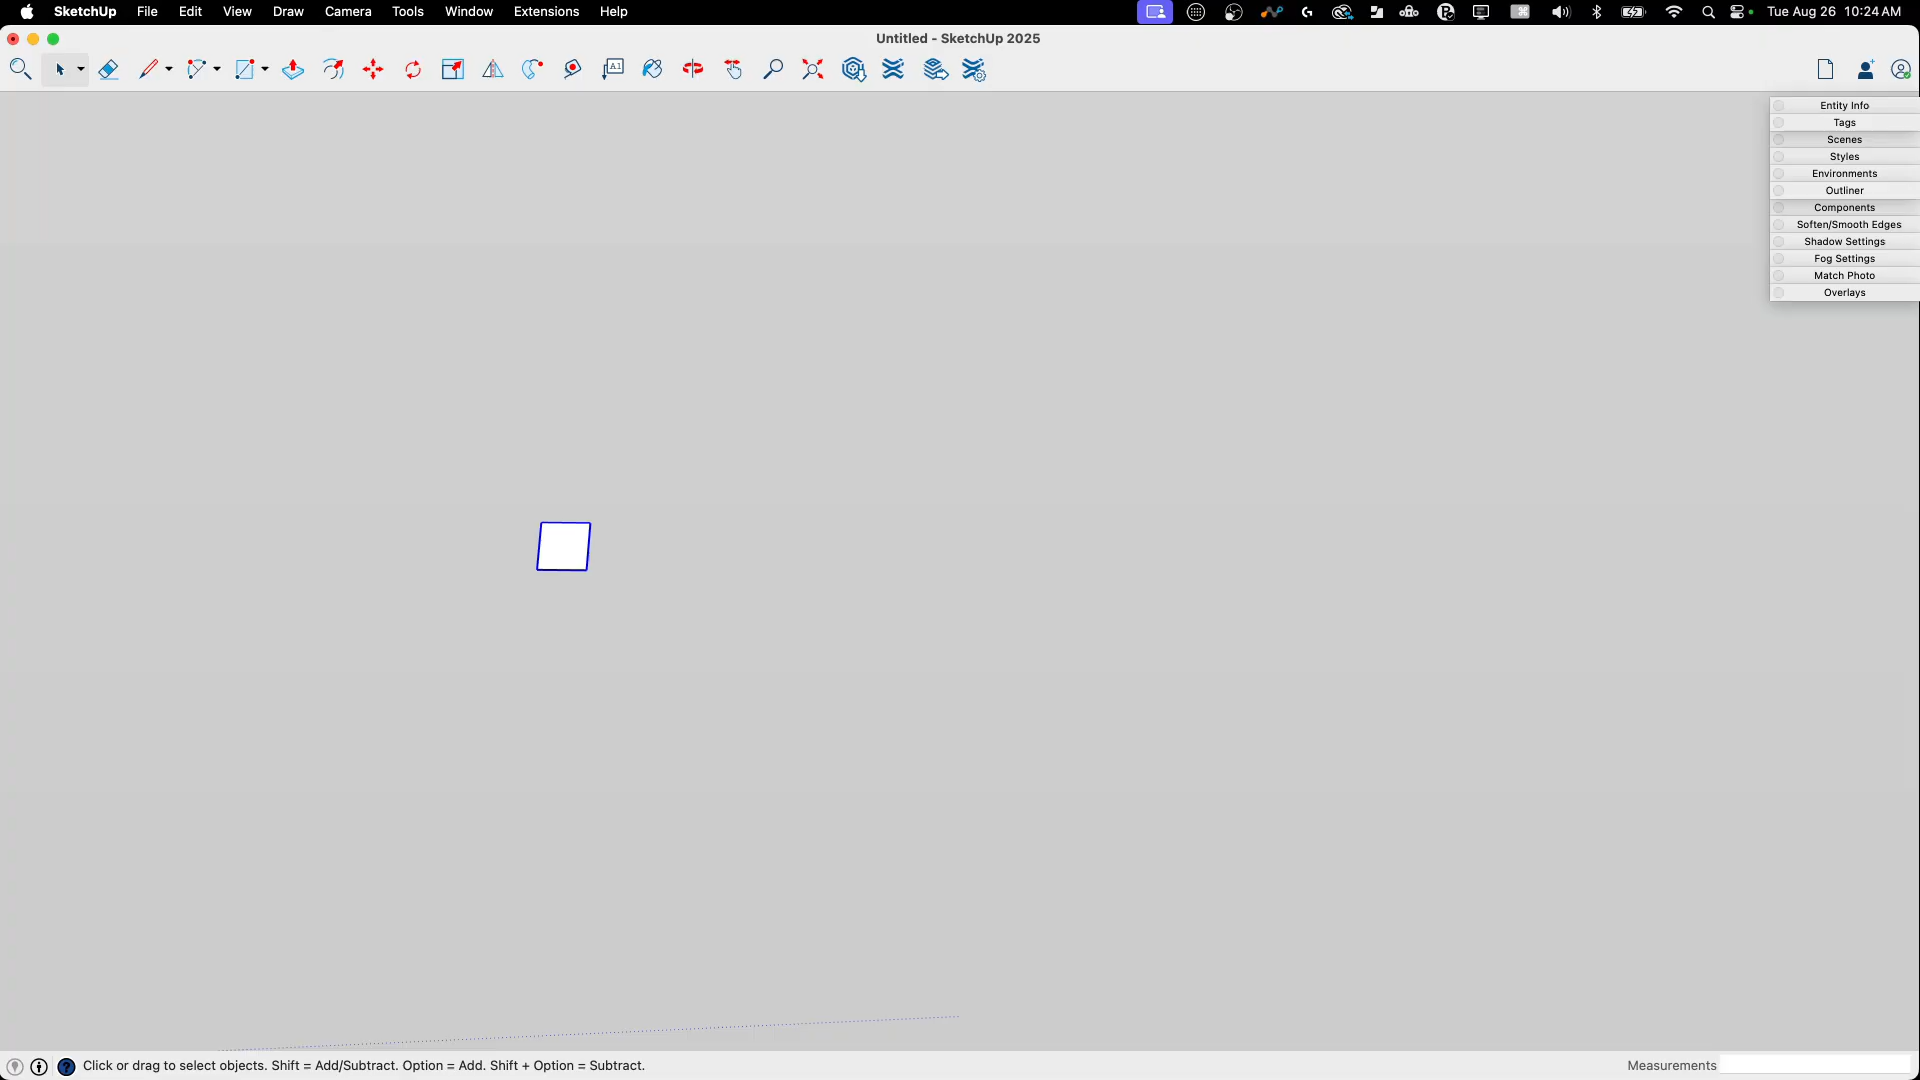 SketchUp File Edit View Draw Camera Tools Window Extensions Help Tue Aug 26 10:24 AM
Untitled - SketchUp 2025
A1
Entity Info
Tags
Scenes
Styles
Environments
Outliner
Components
Soften/Smooth Edges
Shadow Settings
Fog Settings
Match Photo
Overlays
Click or drag to select objects. Shift = Add/Subtract. Option = Add. Shift + Option = Subtract. Measurements